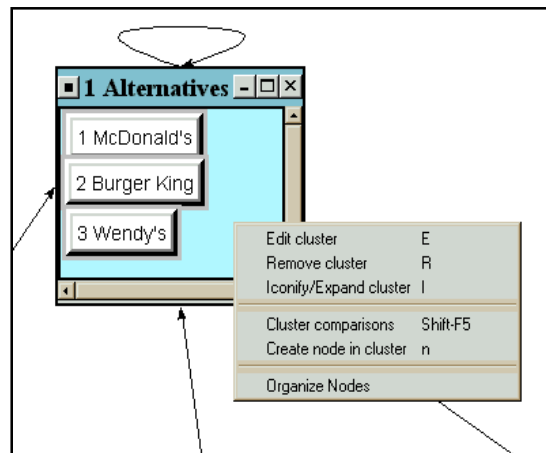 1 Alternatives
1 McDonald's
2 Burger King
3 Wendy's
Edit cluster E
Remove cluster R
Iconify/Expand cluster I
Cluster comparisons Shift-F5
Create node in cluster n
Organize Nodes